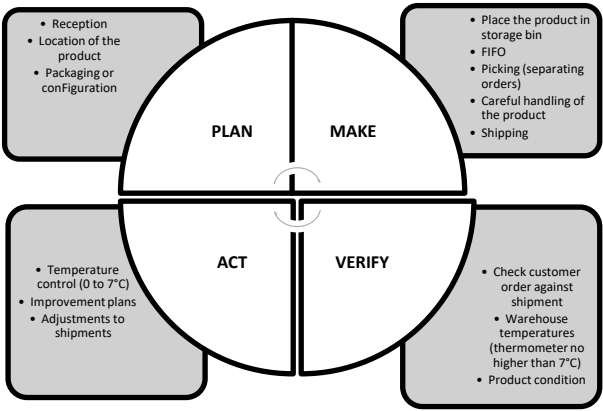 • Reception
• Location of the
product
• Packaging or
conFiguration
• Place the product in
storage bin
• FIFO
• Picking (separating
orders)
• Careful handling of
the product
• Shipping
PLAN
MAKE
ACT
VERIFY
• Temperature
control (0 to 7°C)
• Improvement plans
• Adjustments to
shipments
• Check customer
order against
shipment
• Warehouse
temperatures
(thermometer no
higher than 7°C)
• Product condition